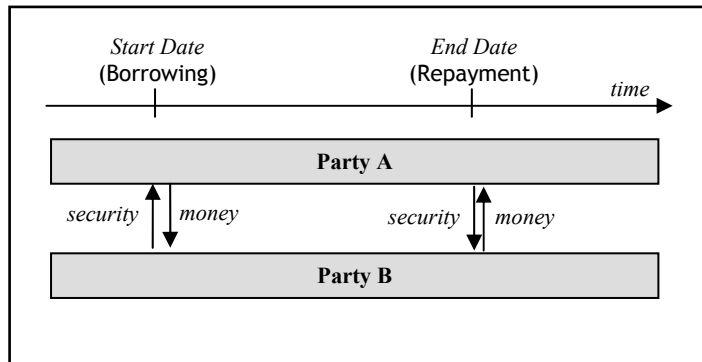 Start Date
(Borrowing)
End Date
(Repayment)
time
Party A
security
money
security
money
Party B